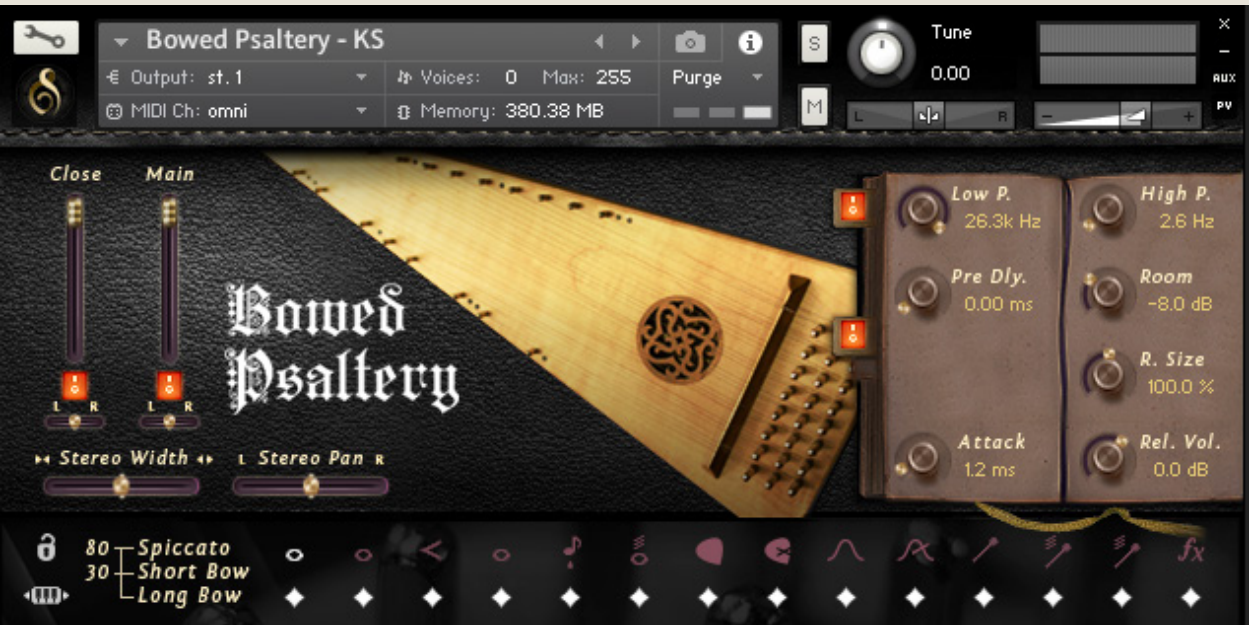 Bowed Psaltery - KS
Output: st. 1
Voices: 0 Max: 255
Purge
MIDI Ch: omni
Memory: 380.38 MB
S
M
Tune
0.00
L R
- +
×
–
AUX
PV
Close Main
L R L R
Stereo Width
L Stereo Pan R
Bowed
Psaltery
Low P.
26.3k Hz
High P.
2.6 Hz
Pre Dly.
0.00 ms
Room
-8.0 dB
R. Size
100.0 %
Attack
1.2 ms
Rel. Vol.
0.0 dB
80 Spiccato
30 Short Bow
Long Bow
fx